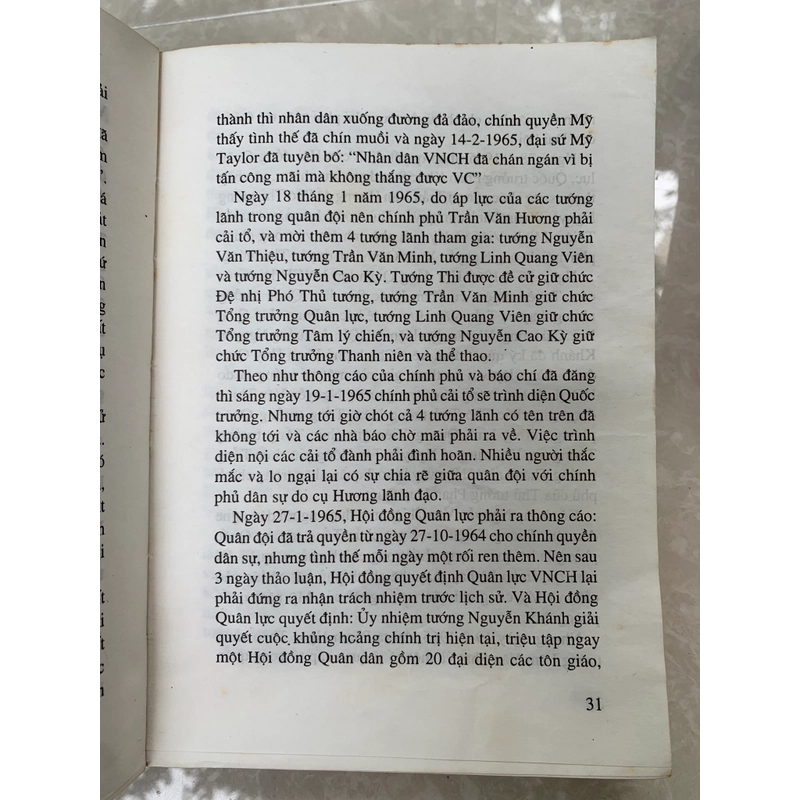 thành thì nhân dân xuống đường đả đảo, chính quyền Mỹ
thấy tình thế đã chín muồi và ngày 14-2-1965, đại sứ Mỹ
Taylor đã tuyên bố: “Nhân dân VNCH đã chán ngán vì bị
tấn công mãi mà không thắng được VC”
Ngày 18 tháng 1 năm 1965, do áp lực của các tướng
lãnh trong quân đội nên chính phủ Trần Văn Hương phải
cải tổ, và mời thêm 4 tướng lãnh tham gia: tướng Nguyễn
Văn Thiệu, tướng Trần Văn Minh, tướng Linh Quang Viên
và tướng Nguyễn Cao Kỳ. Tướng Thi được đề cử giữ chức
Đệ nhị Phó Thủ tướng, tướng Trần Văn Minh giữ chức
Tổng trưởng Quân lực, tướng Linh Quang Viên giữ chức
Tổng trưởng Tâm lý chiến, và tướng Nguyễn Cao Kỳ giữ
chức Tổng trưởng Thanh niên và thể thao.
Theo như thông cáo của chính phủ và báo chí đã đăng
thì sáng ngày 19-1-1965 chính phủ cải tổ sẽ trình diện Quốc
trưởng. Nhưng tới giờ chót cả 4 tướng lãnh có tên trên đã
không tới và các nhà báo chờ mãi phải ra về. Việc trình
diện nội các cải tổ đành phải đình hoãn. Nhiều người thắc
mắc và lo ngại lại có sự chia rẽ giữa quân đội với chính
phủ dân sự do cụ Hương lãnh đạo.
Ngày 27-1-1965, Hội đồng Quân lực phải ra thông cáo:
Quân đội đã trả quyền từ ngày 27-10-1964 cho chính quyền
dân sự, nhưng tình thế mỗi ngày một rối ren thêm. Nên sau
3 ngày thảo luận, Hội đồng quyết định Quân lực VNCH lại
phải đứng ra nhận trách nhiệm trước lịch sử. Và Hội đồng
Quân lực quyết định: Ủy nhiệm tướng Nguyễn Khánh giải
quyết cuộc khủng hoảng chính trị hiện tại, triệu tập ngay
một Hội đồng Quân dân gồm 20 đại diện các tôn giáo,
31